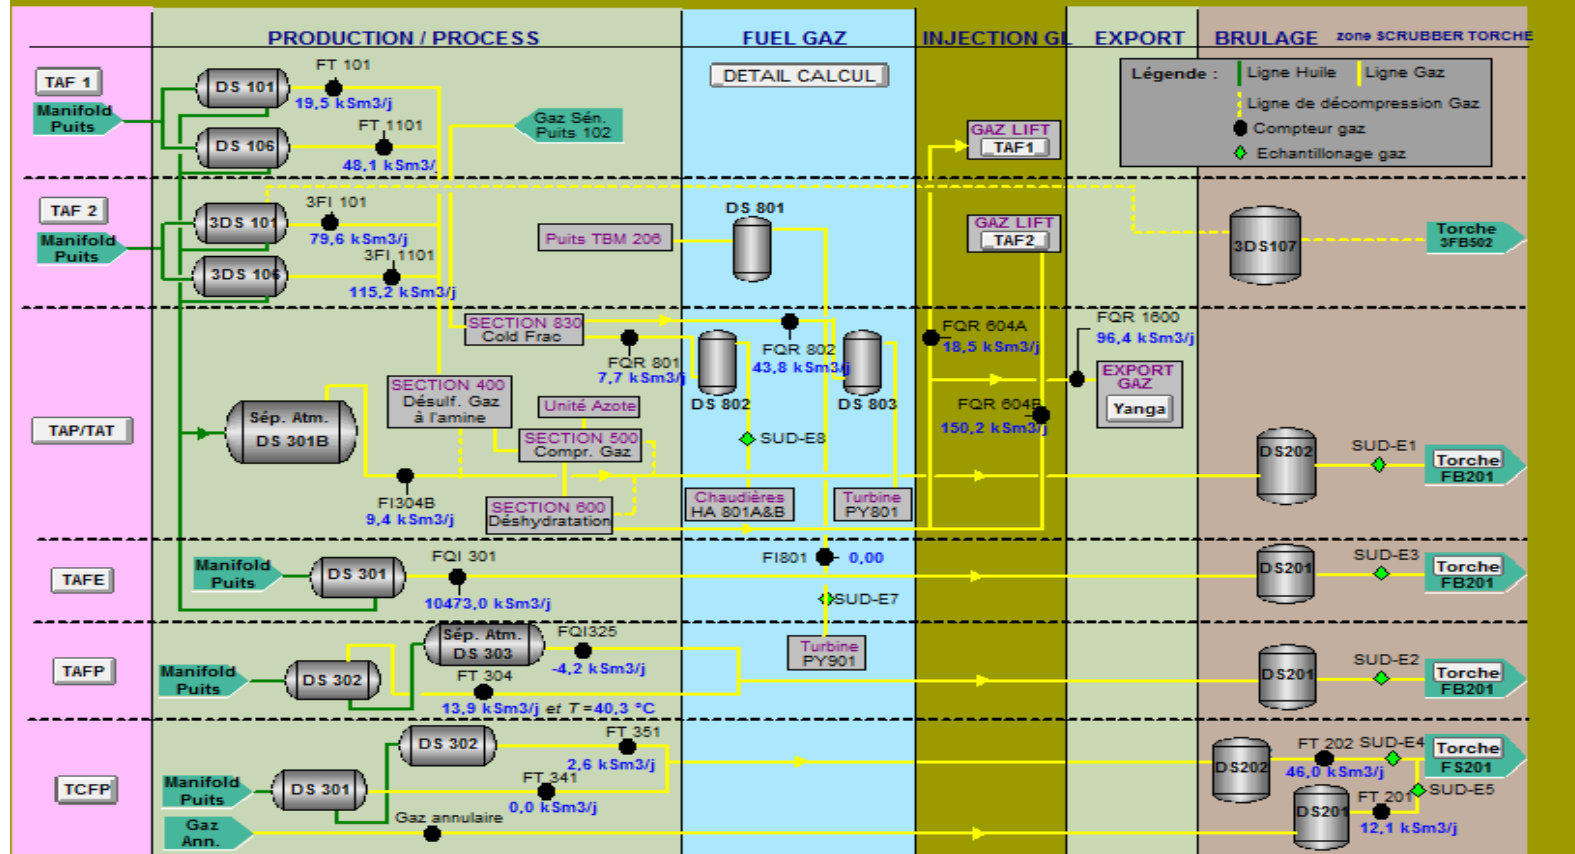 PRODUCTION / PROCESS
FUEL GAZ
INJECTION GL
EXPORT
BRULAGE
zone SCRUBBER TORCHE
DETAIL CALCUL
Légende :
Ligne Huile
Ligne Gaz
Ligne de décompression Gaz
Compteur gaz
Echantillonage gaz
TAF 1
Manifold
Puits
DS 101
FT 101
19,5 kSm3/j
DS 106
FT 1101
48,1 kSm3/j
Gaz Sén.
Puits 102
GAZ LIFT
TAF1
TAF 2
Manifold
Puits
3DS 101
3FI 101
79,6 kSm3/j
3DS 106
3FI 1101
115,2 kSm3/j
Puits TBM 206
DS 801
GAZ LIFT
TAF2
3DS107
Torche
3FB502
TAP/TAT
Sép. Atm.
DS 301B
FI304B
9,4 kSm3/j
SECTION 400
Désulf. Gaz
à l'amine
SECTION 830
Cold Frac
FQR 801
7,7 kSm3/j
Unité Azote
SECTION 500
Compr. Gaz
SECTION 600
Déshydratation
DS 802
FQR 802
43,8 kSm3/j
DS 803
SUD-E8
Chaudières
HA 801A&B
Turbine
PY801
FQR 604A
18,5 kSm3/j
FQR 604B
150,2 kSm3/j
FQR 1600
96,4 kSm3/j
EXPORT
GAZ
Yanga
DS202
SUD-E1
Torche
FB201
TAFE
Manifold
Puits
DS 301
FQI 301
10473,0 kSm3/j
FI801
0,00
SUD-E7
DS201
SUD-E3
Torche
FB201
TAFP
Manifold
Puits
DS 302
Sép. Atm.
DS 303
FQI325
-4,2 kSm3/j
FT 304
13,9 kSm3/j et T =40,3 °C
Turbine
PY901
DS201
SUD-E2
Torche
FB201
TCFP
Manifold
Puits
DS 301
DS 302
FT 351
2,6 kSm3/j
FT 341
0,0 kSm3/j
Gaz
Ann.
Gaz annulaire
DS202
FT 202
46,0 kSm3/j
SUD-E4
Torche
FS201
DS201
FT 201
12,1 kSm3/j
SUD-E5